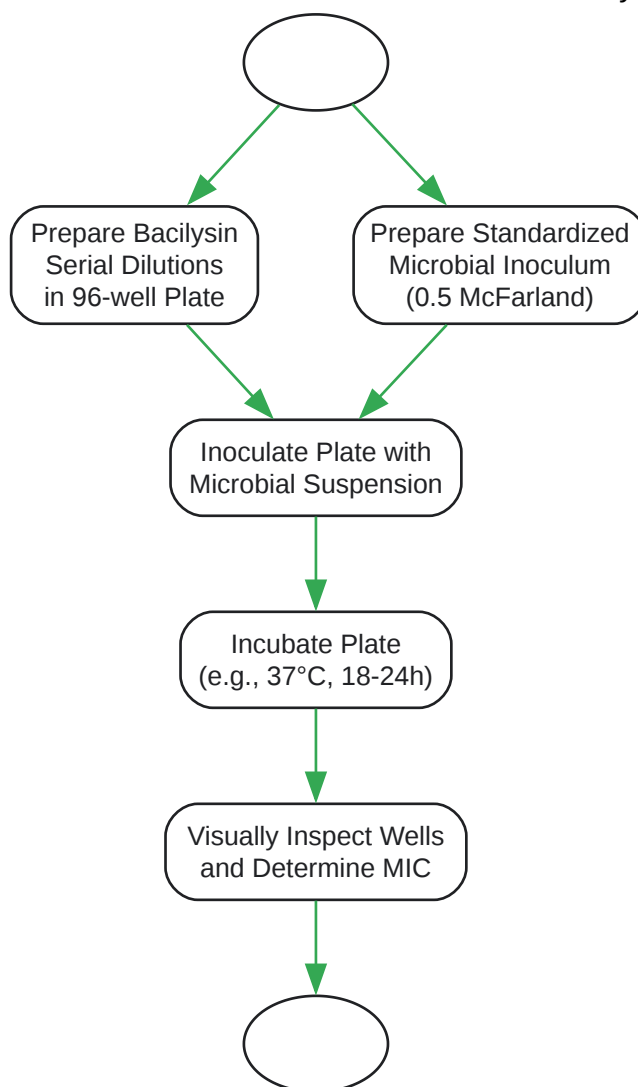 Prepare Bacilysin
Serial Dilutions
in 96-well Plate
Prepare Standardized
Microbial Inoculum
(0.5 McFarland)
Inoculate Plate with
Microbial Suspension
Incubate Plate
(e.g., 37°C, 18-24h)
Visually Inspect Wells
and Determine MIC